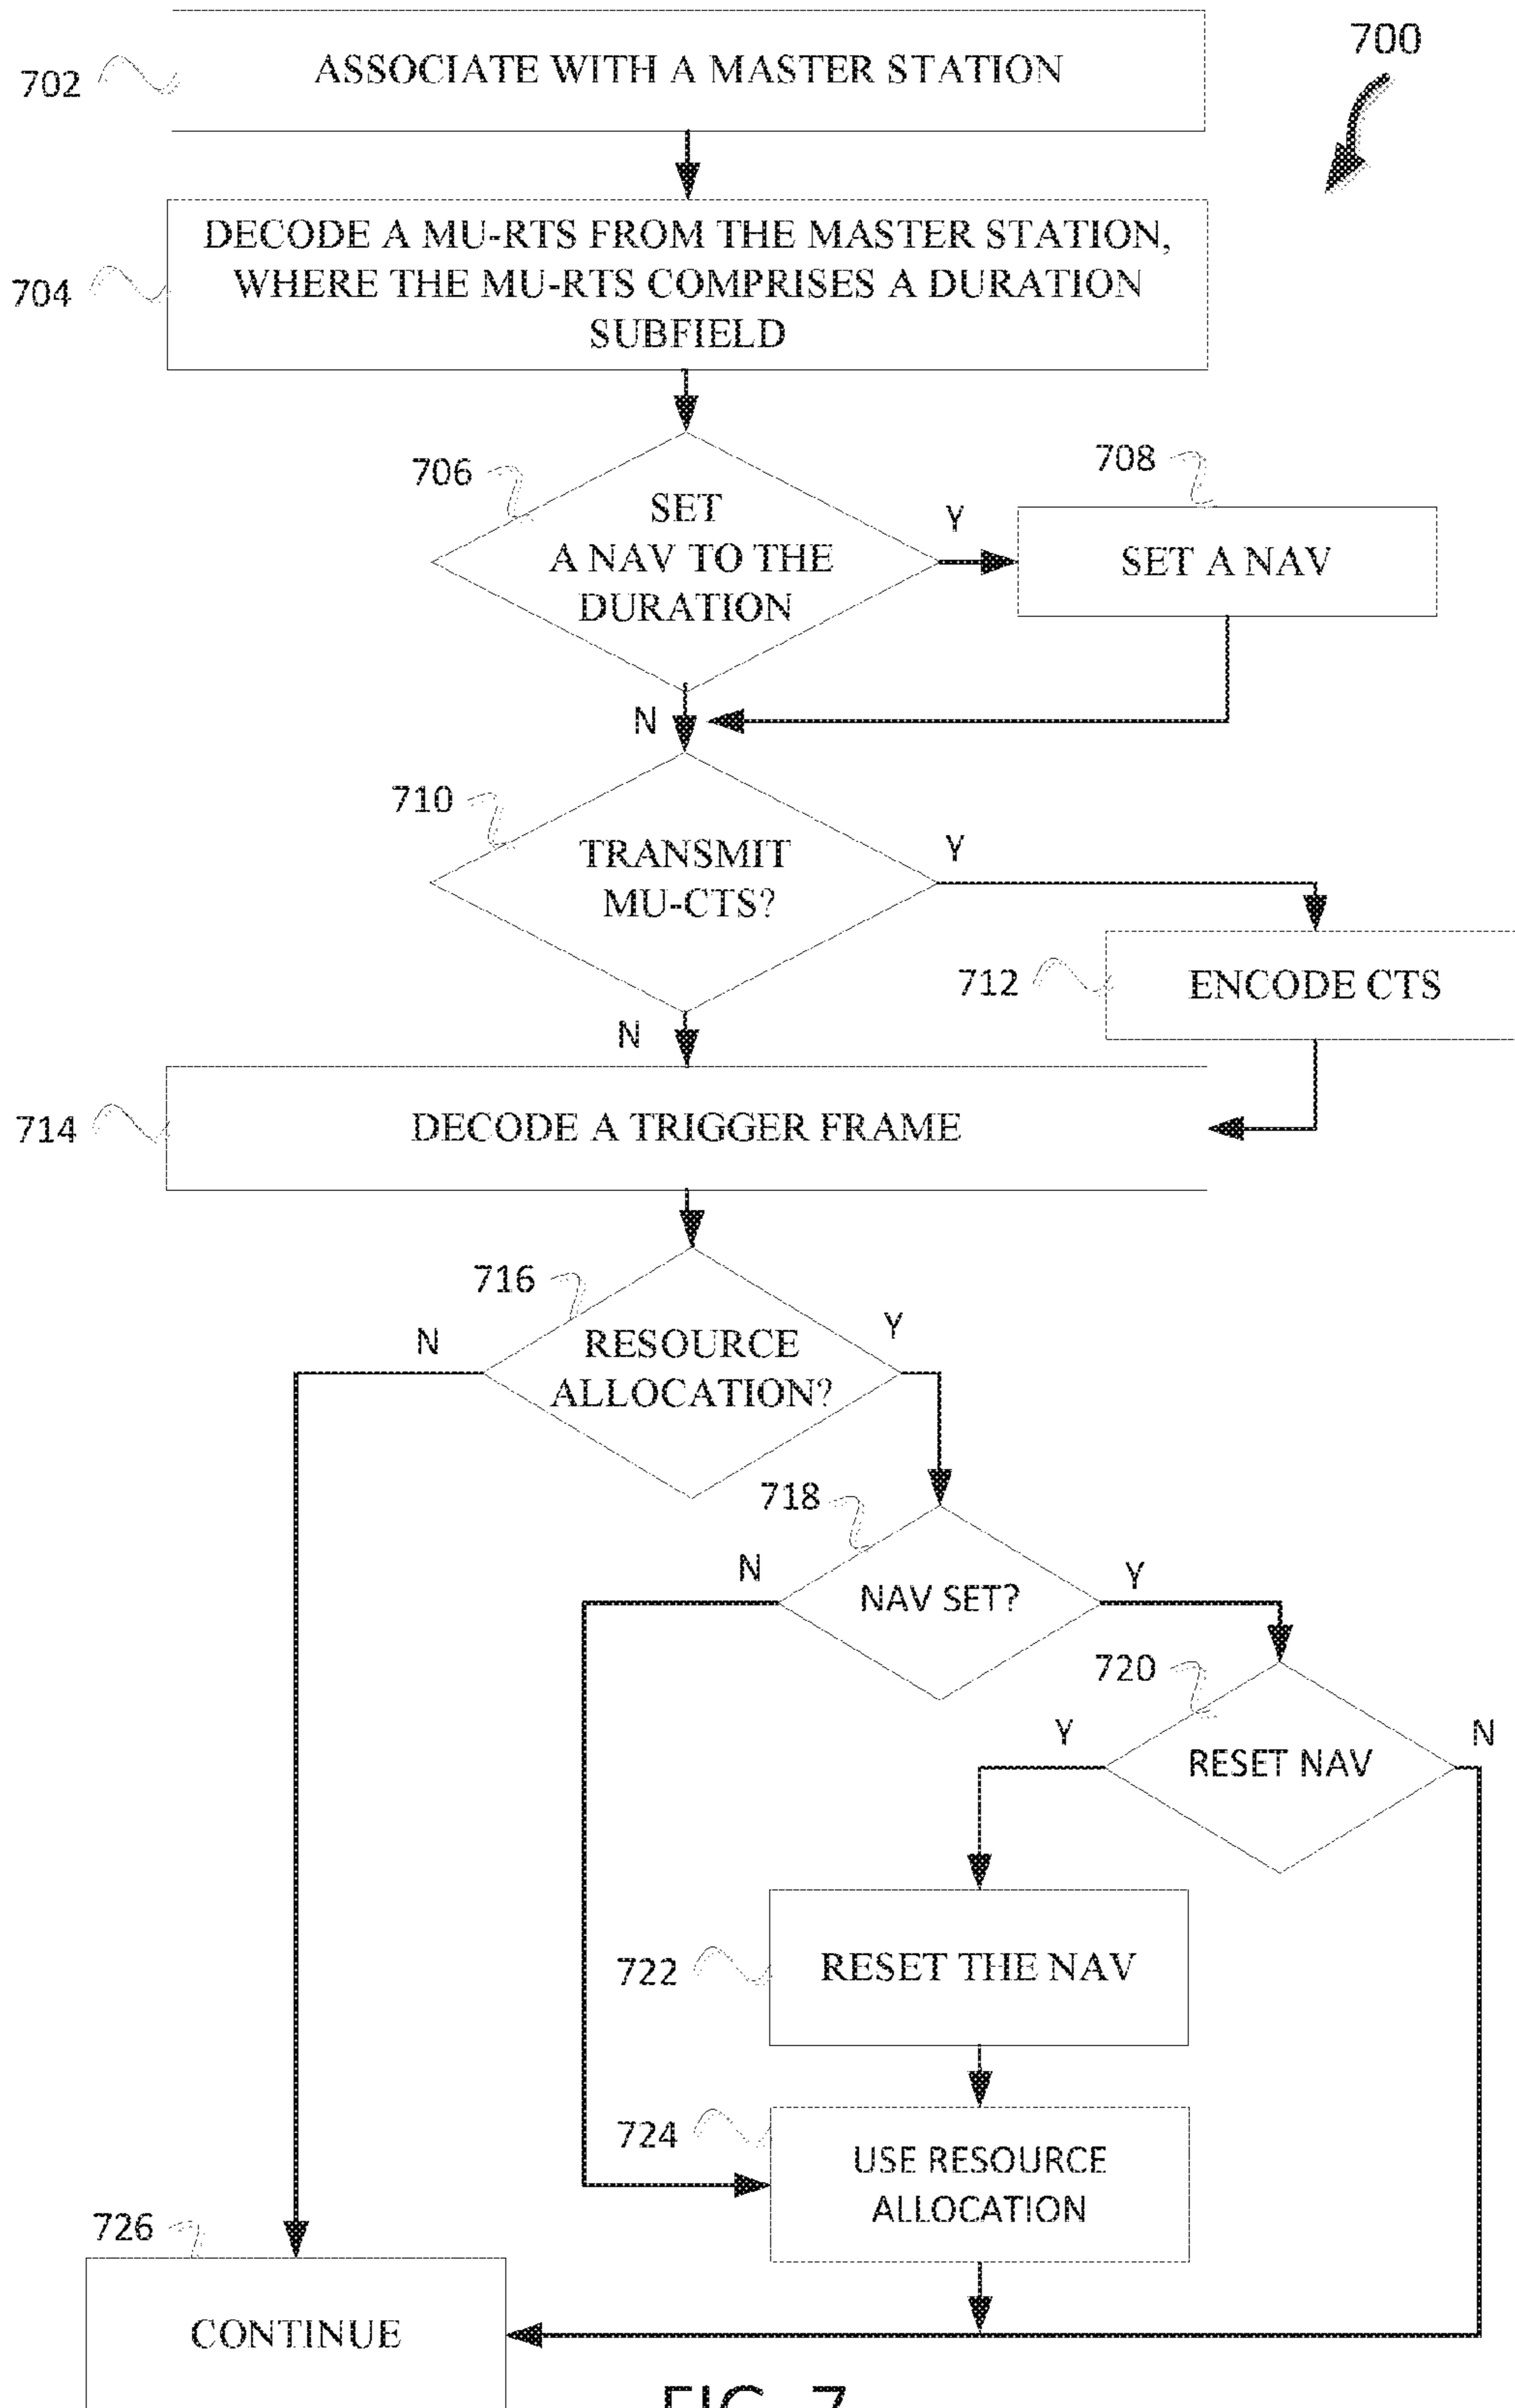 700
702
ASSOCIATE WITH A MASTER STATION
704
DECODE A MU-RTS FROM THE MASTER STATION,
WHERE THE MU-RTS COMPRISES A DURATION
SUBFIELD
706
SET
A NAV TO THE
DURATION
Y
708
SET A NAV
N
710
TRANSMIT
MU-CTS?
Y
712
ENCODE CTS
N
714
DECODE A TRIGGER FRAME
716
N
RESOURCE
ALLOCATION?
Y
718
N
NAV SET?
Y
720
Y
RESET NAV
N
722
RESET THE NAV
724
USE RESOURCE
ALLOCATION
726
CONTINUE
FIG. 7